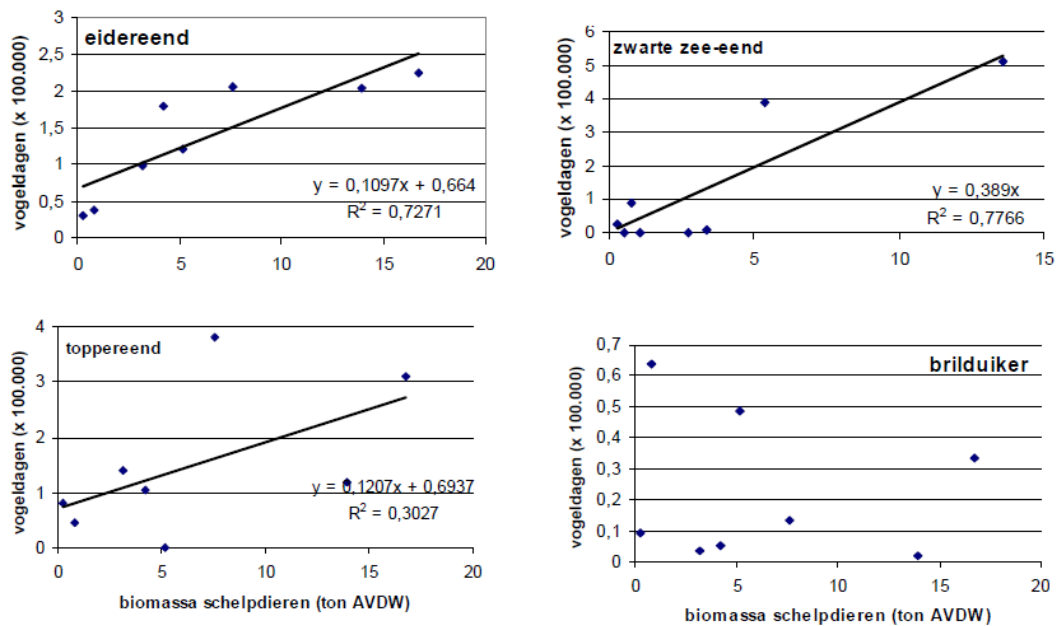 eidereend
vogeldagen (x 100.000)
3
2,5
2
1,5
1
0,5
0
y = 0,1097x + 0,664
R² = 0,7271
0 5 10 15 20
zwarte zee-eend
vogeldagen (x 100.000)
6
5
4
3
2
1
0
y = 0,389x
R² = 0,7766
0 5 10 15
toppereend
vogeldagen (x 100.000)
4
3
2
1
0
y = 0,1207x + 0,6937
R² = 0,3027
0 5 10 15 20
biomassa schelpdieren (ton AVDW)
brilduiker
vogeldagen (x 100.000)
0,7
0,6
0,5
0,4
0,3
0,2
0,1
0
0 5 10 15 20
biomassa schelpdieren (ton AVDW)